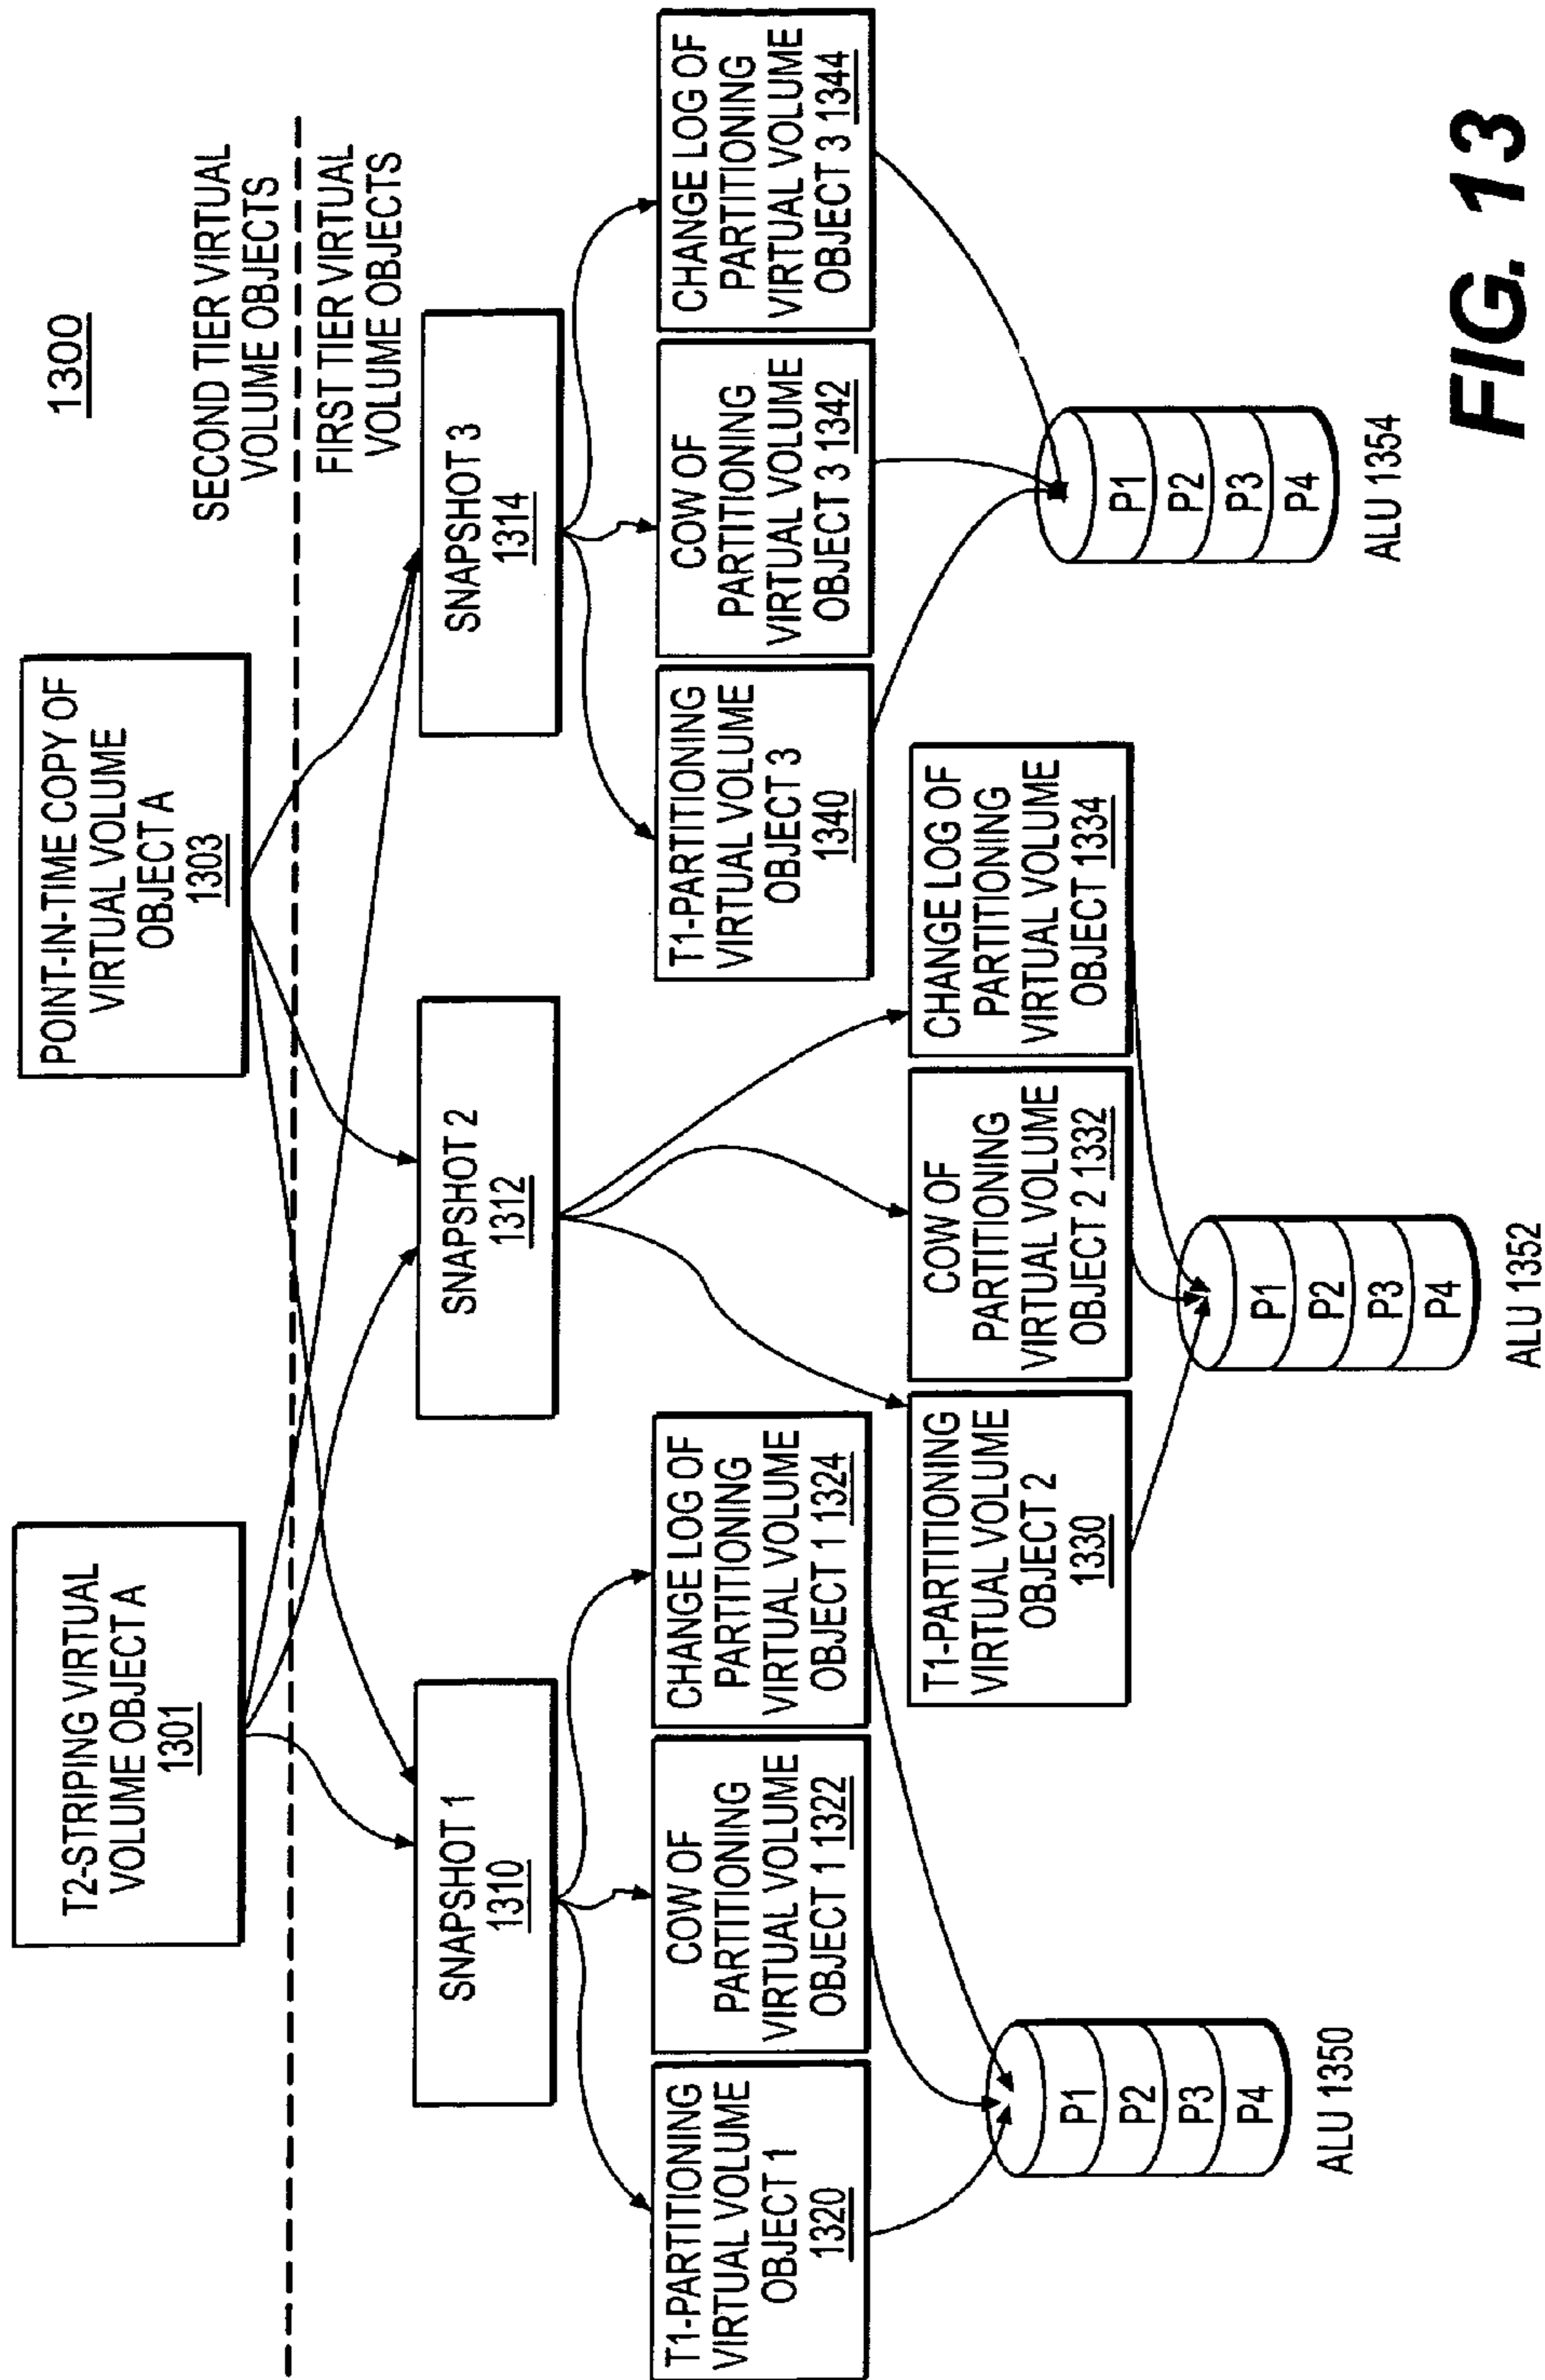 1300
SECOND TIER VIRTUAL
VOLUME OBJECTS
FIRST TIER VIRTUAL
VOLUME OBJECTS
T2-STRIPING VIRTUAL
VOLUME OBJECT A
1301
POINT-IN-TIME COPY OF
VIRTUAL VOLUME
OBJECT A
1303
SNAPSHOT 1
1310
SNAPSHOT 2
1312
SNAPSHOT 3
1314
T1-PARTITIONING
VIRTUAL VOLUME
OBJECT 1
1320
COW OF
PARTITIONING
VIRTUAL VOLUME
OBJECT 1 1322
CHANGE LOG OF
PARTITIONING
VIRTUAL VOLUME
OBJECT 1 1324
T1-PARTITIONING
VIRTUAL VOLUME
OBJECT 2
1330
COW OF
PARTITIONING
VIRTUAL VOLUME
OBJECT 2 1332
CHANGE LOG OF
PARTITIONING
VIRTUAL VOLUME
OBJECT 1334
T1-PARTITIONING
VIRTUAL VOLUME
OBJECT 3
1340
COW OF
PARTITIONING
VIRTUAL VOLUME
OBJECT 3 1342
CHANGE LOG OF
PARTITIONING
VIRTUAL VOLUME
OBJECT 3 1344
P1
P2
P3
P4
ALU 1350
P1
P2
P3
P4
ALU 1352
P1
P2
P3
P4
ALU 1354
FIG. 13